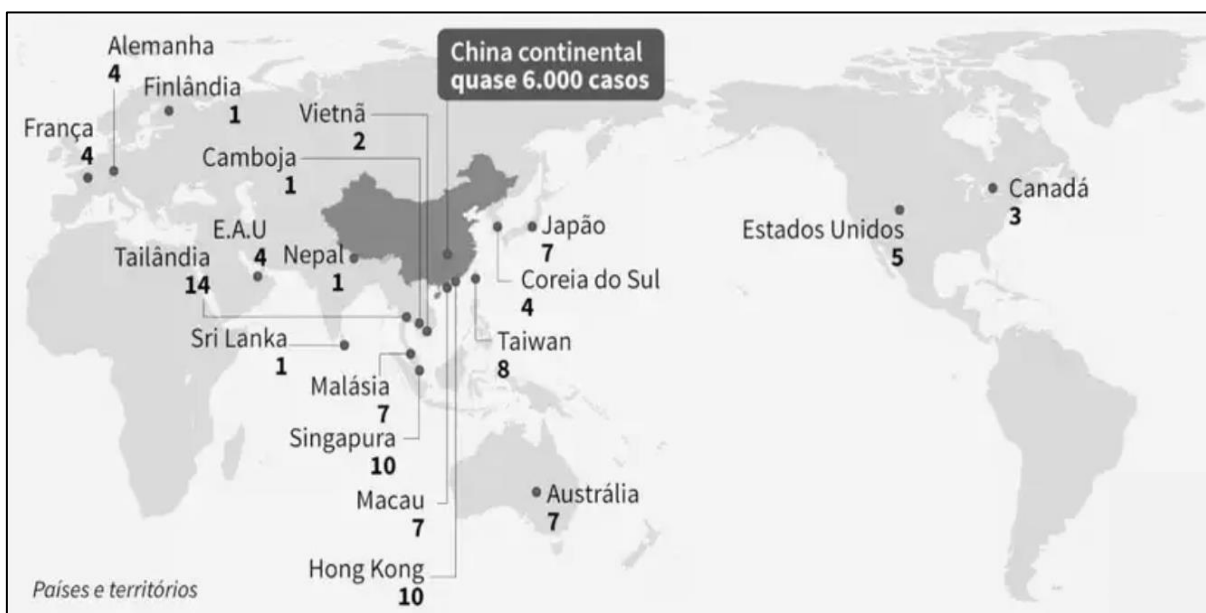 Alemanha
4
Finlândia
1
França
4
China continental
quase 6.000 casos
Vietnã
2
Camboja
1
E.A.U
4
Tailândia
14
Nepal
1
Japão
7
Coreia do Sul
4
Canadá
3
Estados Unidos
5
Sri Lanka
1
Taiwan
8
Malásia
7
Singapura
10
Macau
7
Austrália
7
Hong Kong
10
Países e territórios